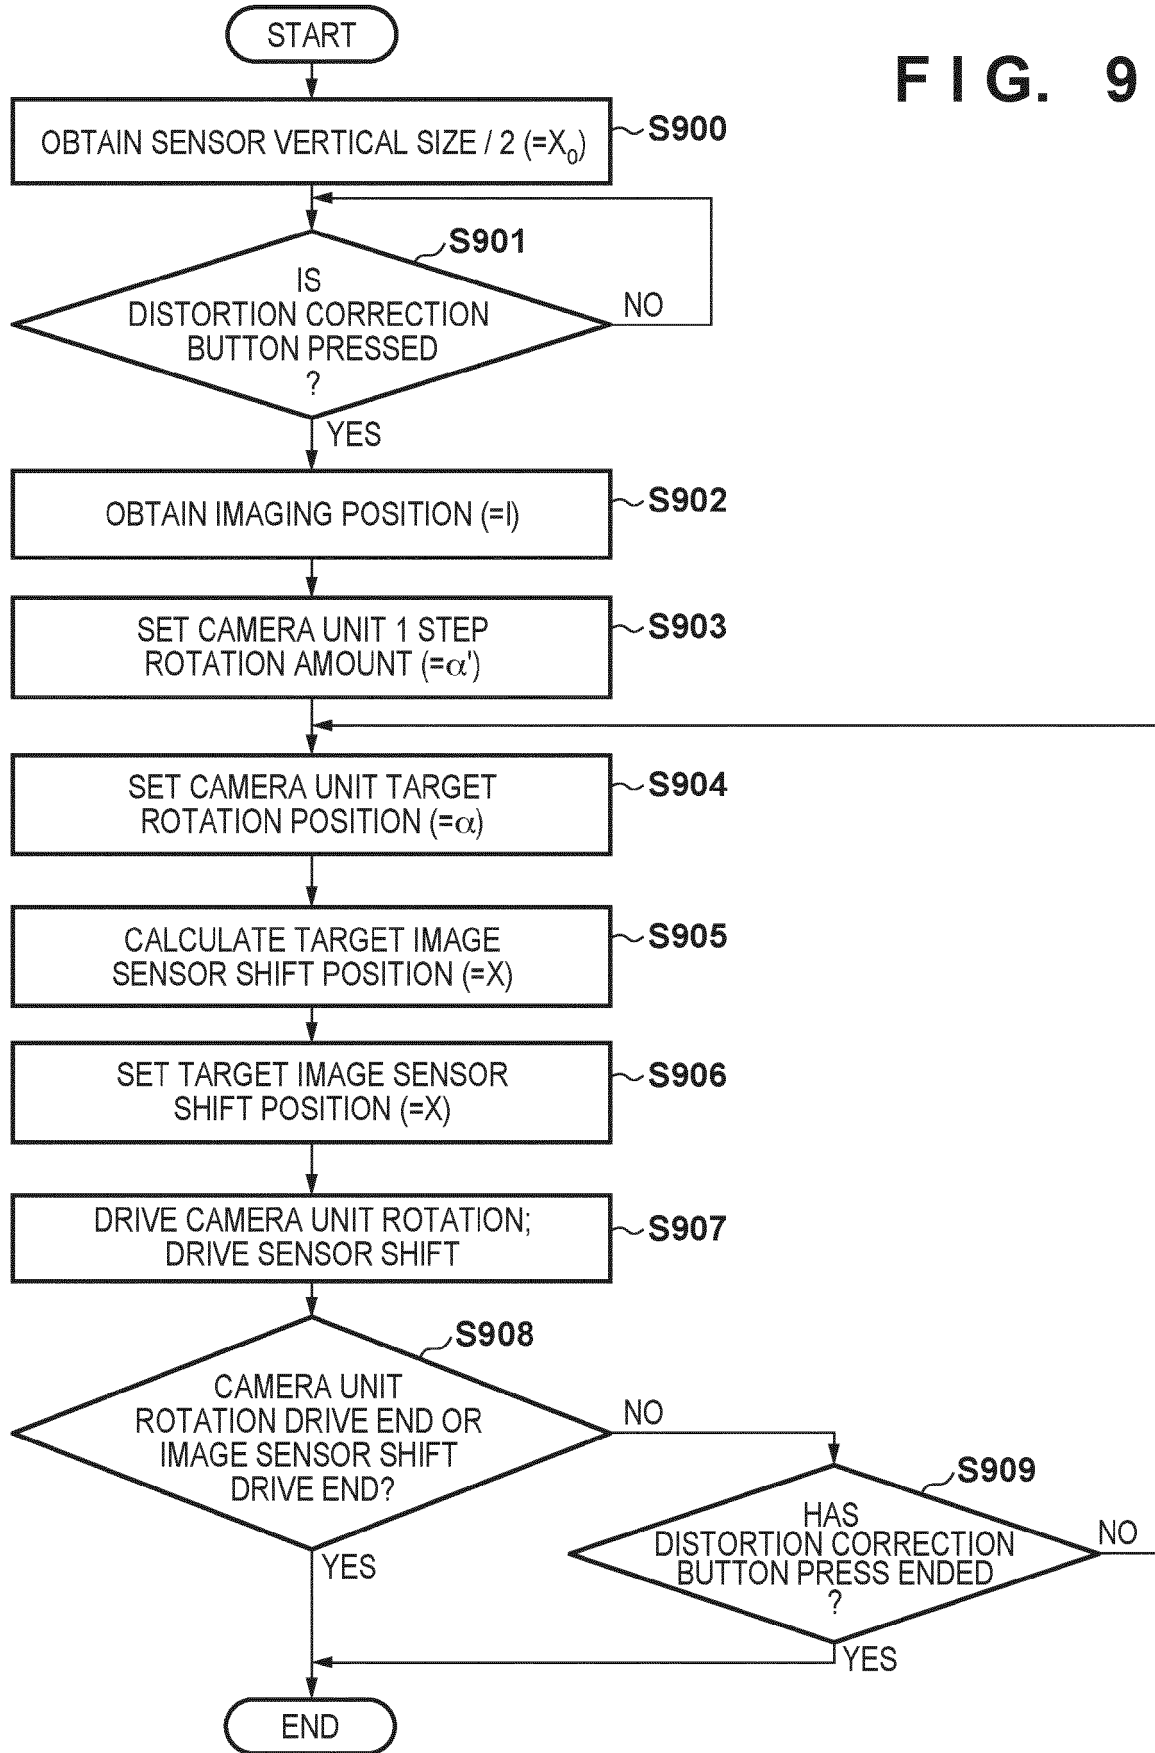 START
F I G. 9
OBTAIN SENSOR VERTICAL SIZE / 2 (=X₀)
S900
S901
IS
DISTORTION CORRECTION
BUTTON PRESSED
?
NO
YES
OBTAIN IMAGING POSITION (=I)
S902
SET CAMERA UNIT 1 STEP
ROTATION AMOUNT (=α')
S903
SET CAMERA UNIT TARGET
ROTATION POSITION (=α)
S904
CALCULATE TARGET IMAGE
SENSOR SHIFT POSITION (=X)
S905
SET TARGET IMAGE SENSOR
SHIFT POSITION (=X)
S906
DRIVE CAMERA UNIT ROTATION;
DRIVE SENSOR SHIFT
S907
S908
CAMERA UNIT
ROTATION DRIVE END OR
IMAGE SENSOR SHIFT
DRIVE END?
NO
YES
S909
HAS
DISTORTION CORRECTION
BUTTON PRESS ENDED
?
NO
YES
END